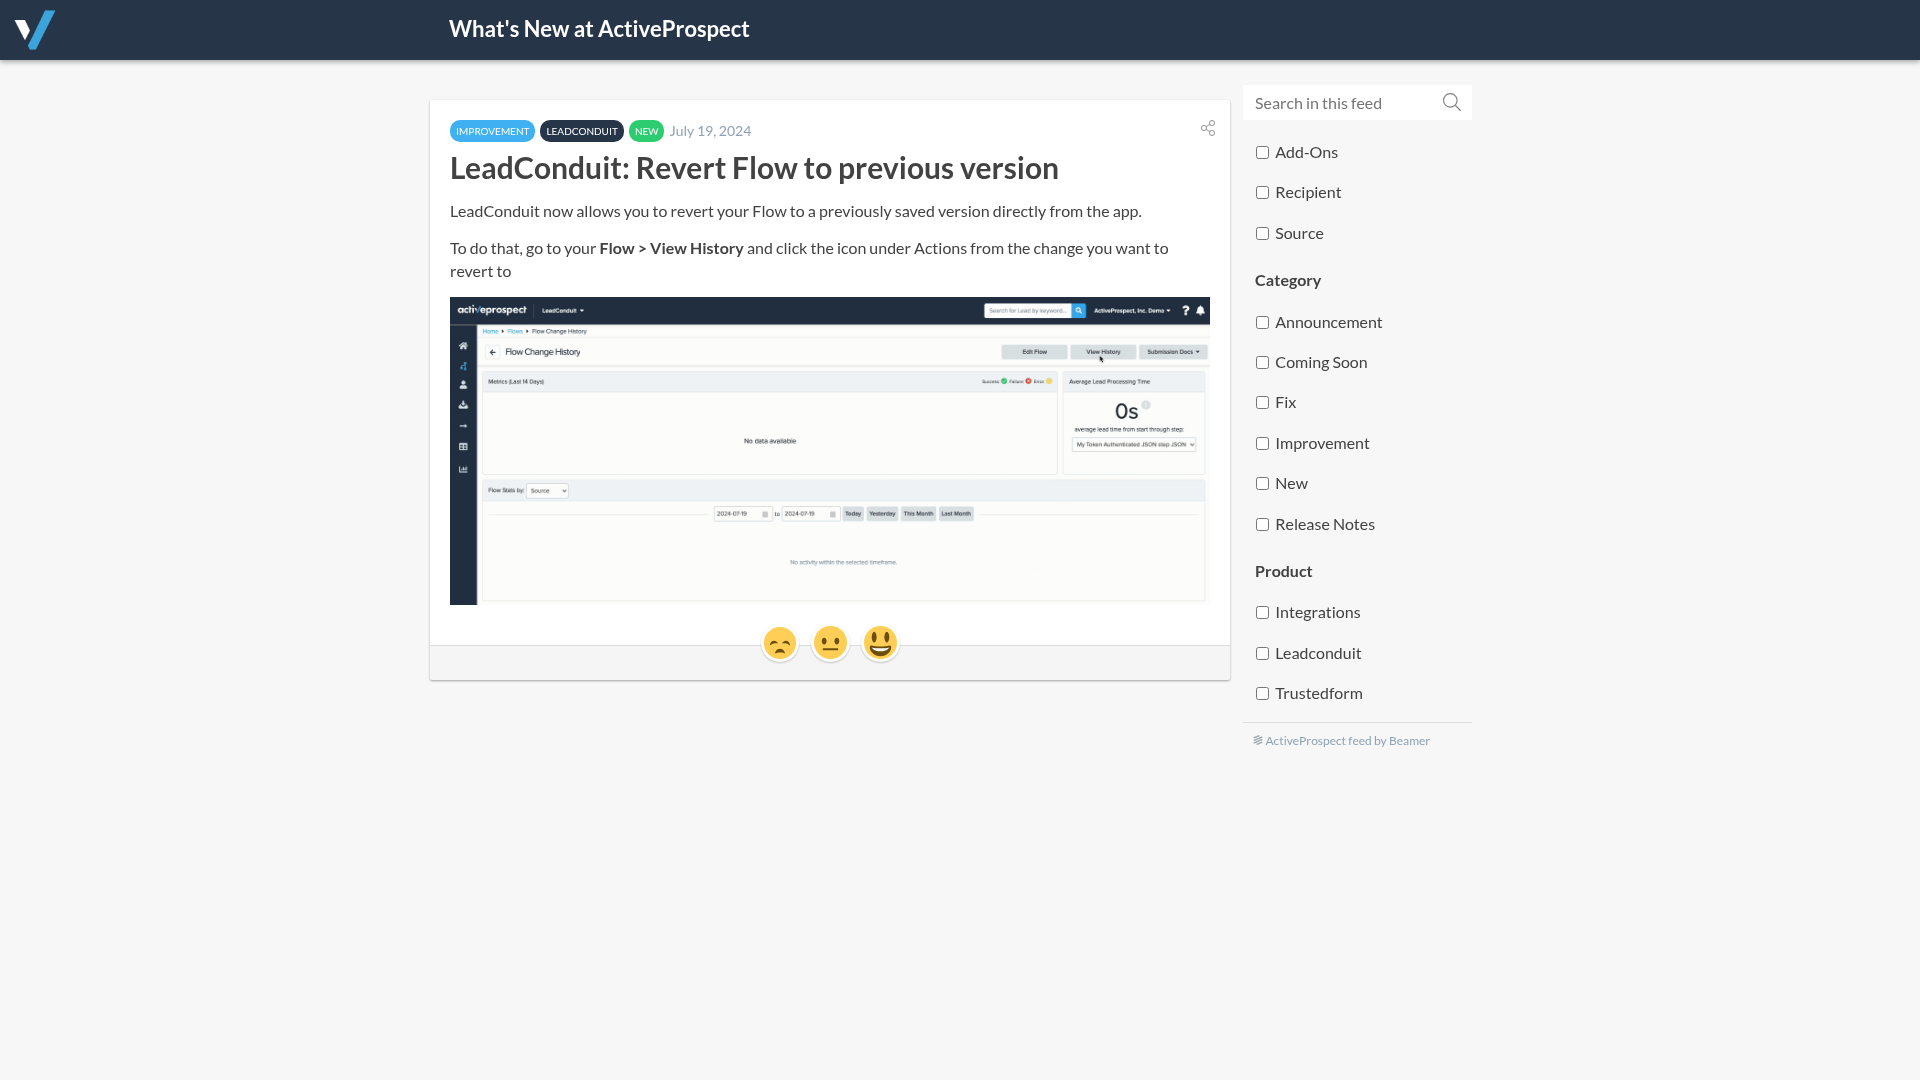 What's New at ActiveProspect
IMPROVEMENT LEADCONDUIT NEW July 19, 2024
LeadConduit: Revert Flow to previous version
LeadConduit now allows you to revert your Flow to a previously saved version directly from the app.
To do that, go to your Flow > View History and click the icon under Actions from the change you want to
revert to
activeprospect LeadConduit Search for Lead by keyword... ActiveProspect, Inc. Demo ?
Home Flows Flow Change History
Flow Change History Edit Flow View History Submission Docs
Metrics (Last 14 Days) Success Failure Error Average Lead Processing Time
0s ?
average lead time from start through step:
No data available
My Token Authenticated JSON step JSON
Flow Stats by: Source
2024-07-19 to 2024-07-19 Today Yesterday This Month Last Month
No activity within the selected timeframe.
Search in this feed
Add-Ons
Recipient
Source
Category
Announcement
Coming Soon
Fix
Improvement
New
Release Notes
Product
Integrations
Leadconduit
Trustedform
ActiveProspect feed by Beamer